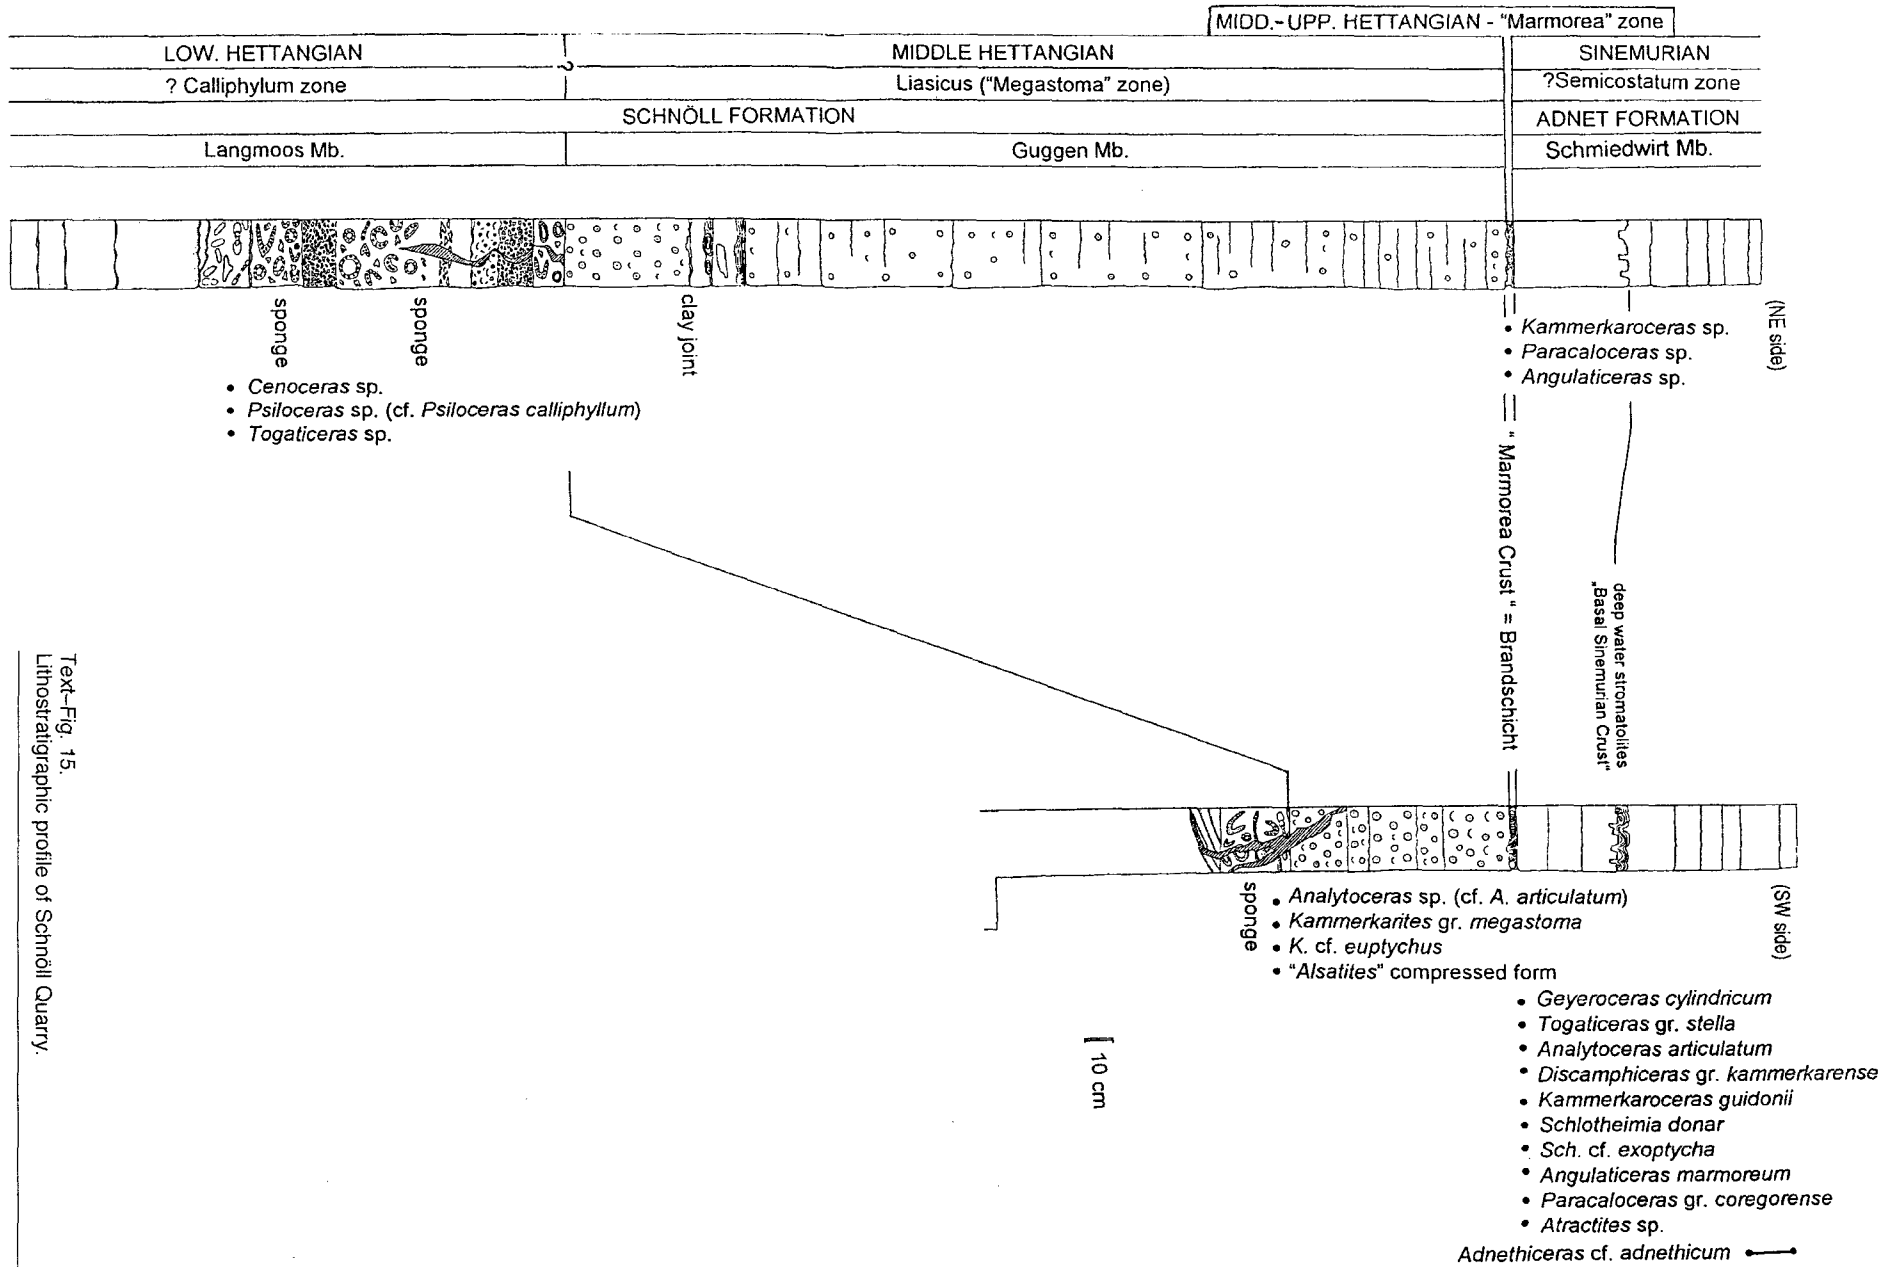 MIDD.-UPP. HETTANGIAN - "Marmorea" zone
LOW. HETTANGIAN
?
MIDDLE HETTANGIAN
SINEMURIAN
? Calliphylum zone
Liasicus ("Megastoma" zone)
?Semicostatum zone
SCHNÖLL FORMATION
ADNET FORMATION
Langmoos Mb.
Guggen Mb.
Schmiedwirt Mb.
sponge
sponge
clay joint
(NE side)
• Kammerkaroceras sp.
• Paracaloceras sp.
• Angulaticeras sp.
• Cenoceras sp.
• Psiloceras sp. (cf. Psiloceras calliphyllum)
• Togaticeras sp.
"Marmorea Crust" = Brandschicht
deep water stromatolites
„Basal Sinemurian Crust"
(SW side)
sponge
• Analytoceras sp. (cf. A. articulatum)
• Kammerkarites gr. megastoma
• K. cf. euptychus
• "Alsatites" compressed form
• Geyeroceras cylindricum
• Togaticeras gr. stella
• Analytoceras articulatum
• Discamphiceras gr. kammerkarense
• Kammerkaroceras guidonii
• Schlotheimia donar
• Sch. cf. exoptycha
• Angulaticeras marmoreum
• Paracaloceras gr. coregorense
• Atractites sp.
Adnethiceras cf. adnethicum
10 cm
Text–Fig. 15.
Lithostratigraphic profile of Schnöll Quarry.